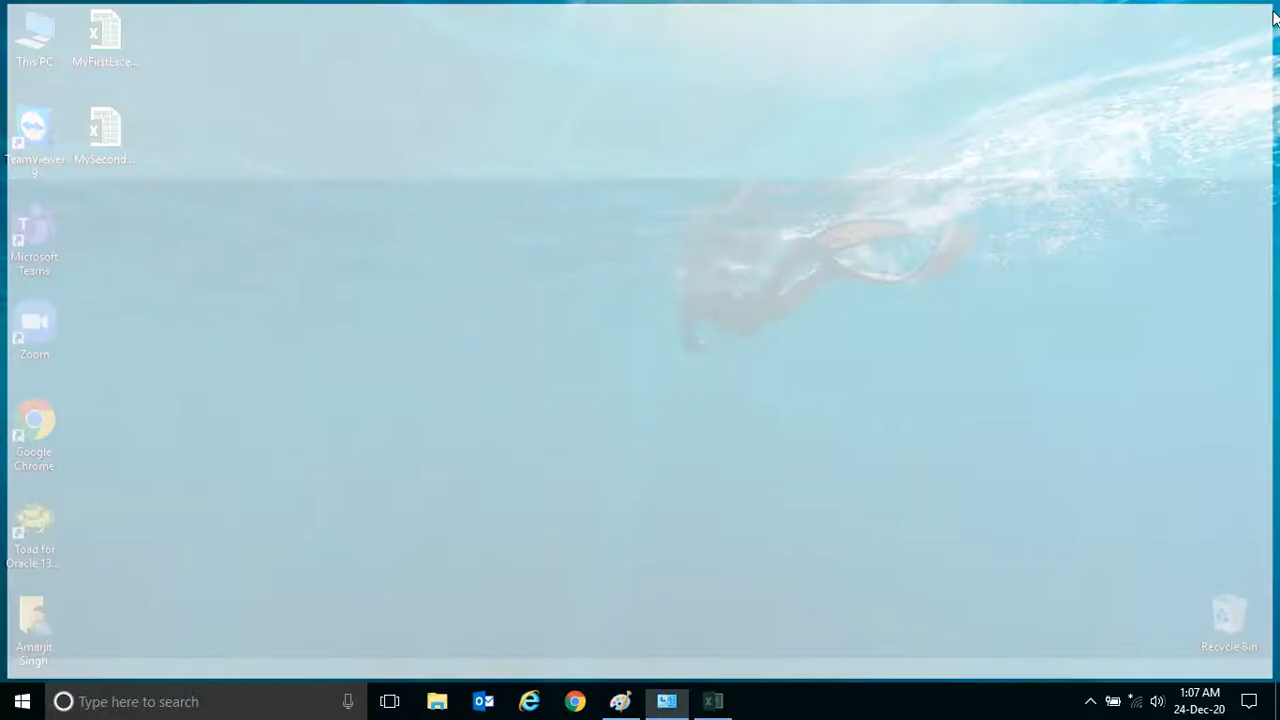 This PC
MyFirstExce...
TeamViewer
9
MySecond...
Microsoft
Teams
Zoom
Google
Chrome
Toad for
Oracle 13...
Amarjit
Singh
Recycle Bin
Type here to search
1:07 AM
24-Dec-20